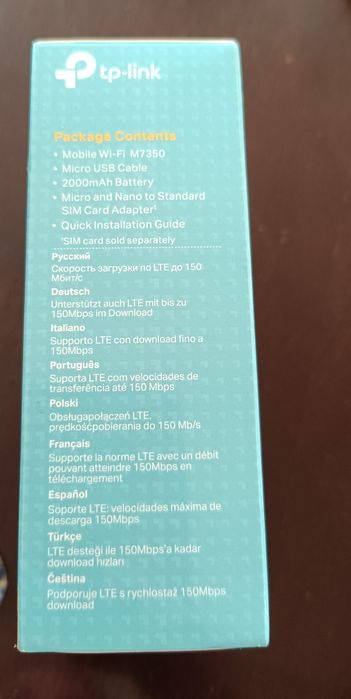 tp-link
Package Contents
• Mobile Wi-Fi M7350
• Micro USB Cable
• 2000mAh Battery
• Micro and Nano to Standard
SIM Card Adapter¹
• Quick Installation Guide
¹SIM card sold separately
Русский
Скорость загрузки по LTE до 150
Мбит/с
Deutsch
Unterstützt auch LTE mit bis zu
150Mbps im Download
Italiano
Supporto LTE con download fino a
150Mbps
Português
Suporta LTE com velocidades de
transferência até 150 Mbps
Polski
Obsługapołączeń LTE,
prędkośćpobierania do 150 Mb/s
Français
Supporte la norme LTE avec un débit
pouvant atteindre 150Mbps en
téléchargement
Español
Soporte LTE: velocidades máxima de
descarga 150Mbps
Türkçe
LTE desteği ile 150Mbps'a kadar
download hızları
Čeština
Podporuje LTE s rychlostaž 150Mbps
download